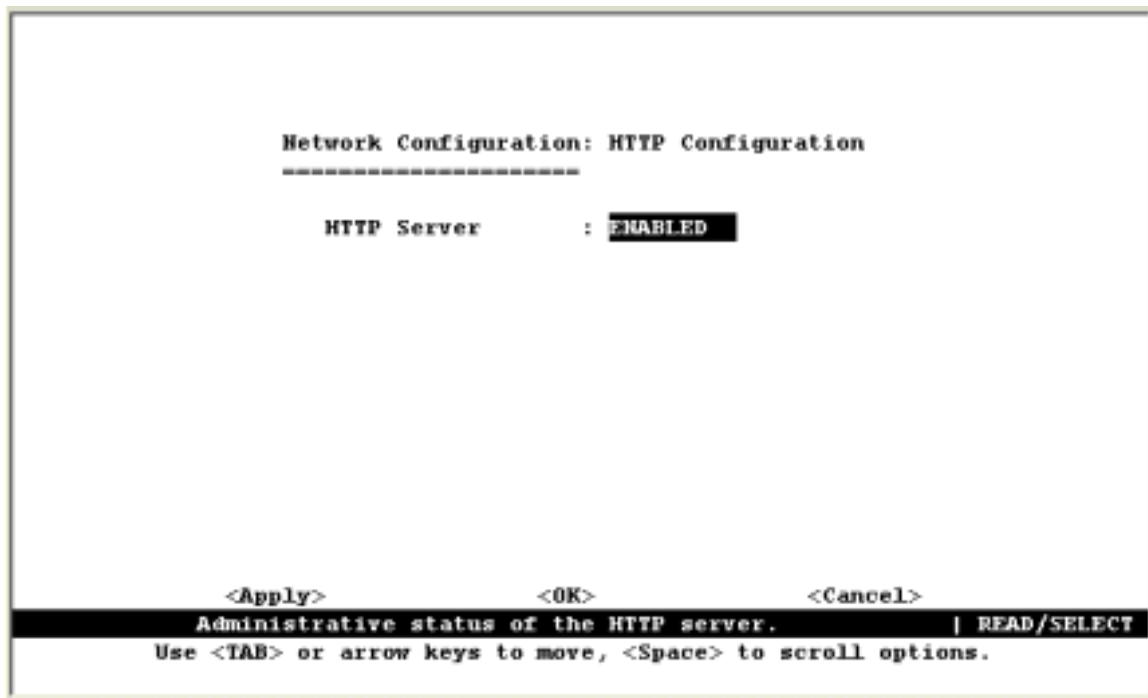 Network Configuration: HTTP Configuration
=====================
HTTP Server : ENABLED
<Apply> <OK> <Cancel>
Administrative status of the HTTP server. | READ/SELECT
Use <TAB> or arrow keys to move, <Space> to scroll options.